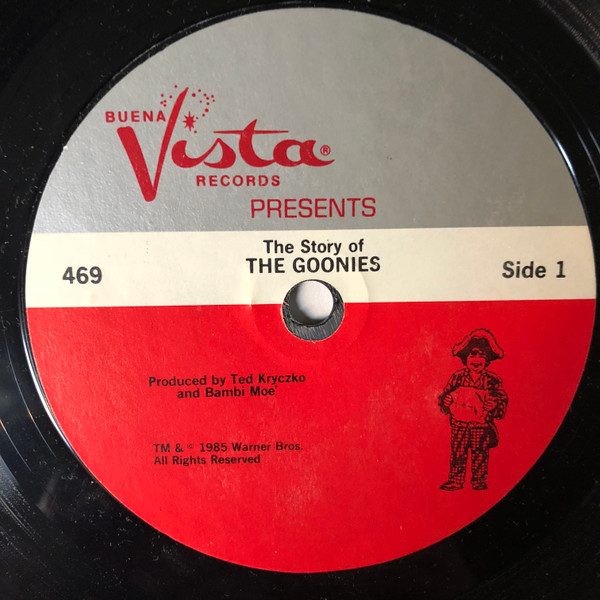 BUENA
Vista®
RECORDS
PRESENTS
The Story of
THE GOONIES
469
Side 1
Produced by Ted Kryczko
and Bambi Moe'
TM & © 1985 Warner Bros.
All Rights Reserved